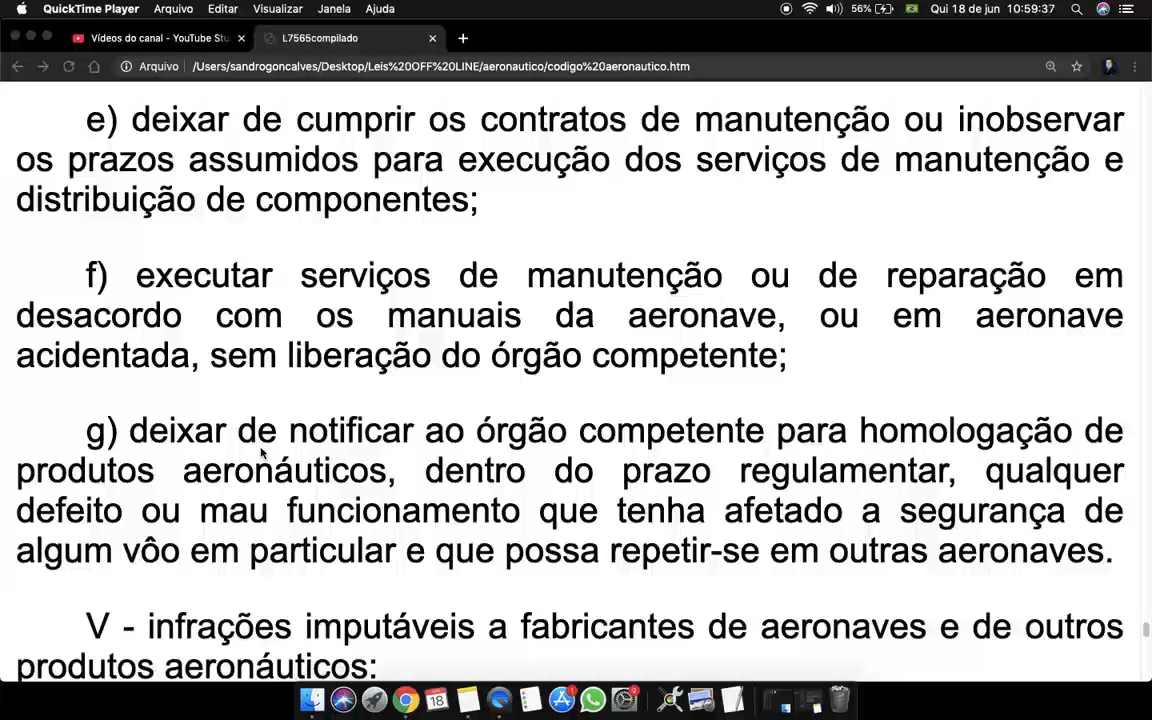 QuickTime Player Arquivo Editar Visualizar Janela Ajuda 56% Qui 18 de jun 10:59:37
Vídeos do canal - YouTube Stu L7565compilado
Arquivo /Users/sandrogoncalves/Desktop/Leis%20OFF%20LINE/aeronautico/codigo%20aeronautico.htm
e) deixar de cumprir os contratos de manutenção ou inobservar
os prazos assumidos para execução dos serviços de manutenção e
distribuição de componentes;
f) executar serviços de manutenção ou de reparação em
desacordo com os manuais da aeronave, ou em aeronave
acidentada, sem liberação do órgão competente;
g) deixar de notificar ao órgão competente para homologação de
produtos aeronáuticos, dentro do prazo regulamentar, qualquer
defeito ou mau funcionamento que tenha afetado a segurança de
algum vôo em particular e que possa repetir-se em outras aeronaves.
V - infrações imputáveis a fabricantes de aeronaves e de outros
produtos aeronáuticos:
18